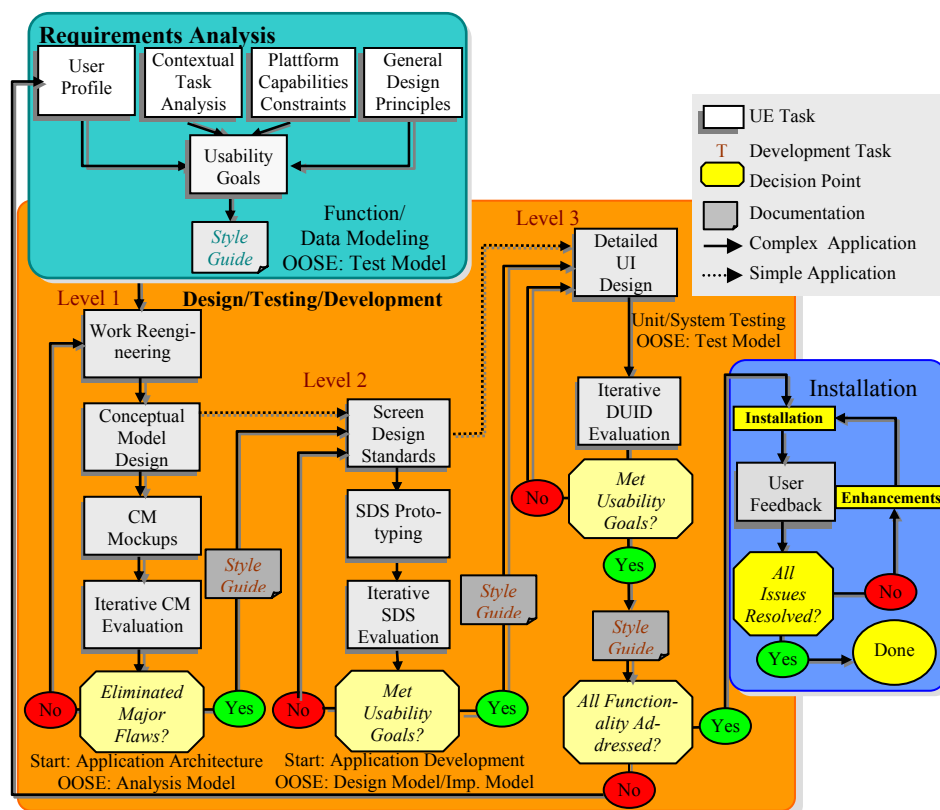 Requirements Analysis
User
Profile
Contextual
Task
Analysis
Plattform
Capabilities
Constraints
General
Design
Principles
Usability
Goals
Style
Guide
Function/
Data Modeling
OOSE: Test Model
UE Task
T Development Task
Decision Point
Documentation
Complex Application
Simple Application
Design/Testing/Development
Level 1
Work Reengi-
neering
Conceptual
Model
Design
CM
Mockups
Iterative CM
Evaluation
Eliminated
Major
Flaws?
No
Yes
Style
Guide
Start: Application Architecture
OOSE: Analysis Model
Level 2
Screen
Design
Standards
SDS Proto-
typing
Iterative
SDS
Evaluation
Met
Usability
Goals?
No
Yes
Style
Guide
Start: Application Development
OOSE: Design Model/Imp. Model
Level 3
Detailed
UI
Design
Unit/System Testing
OOSE: Test Model
Iterative
DUID
Evaluation
Met
Usability
Goals?
No
Yes
Style
Guide
All Function-
ality Ad-
dressed?
Yes
No
Installation
Installation
User
Feedback
Enhancements
All
Issues
Resolved?
No
Yes
Done